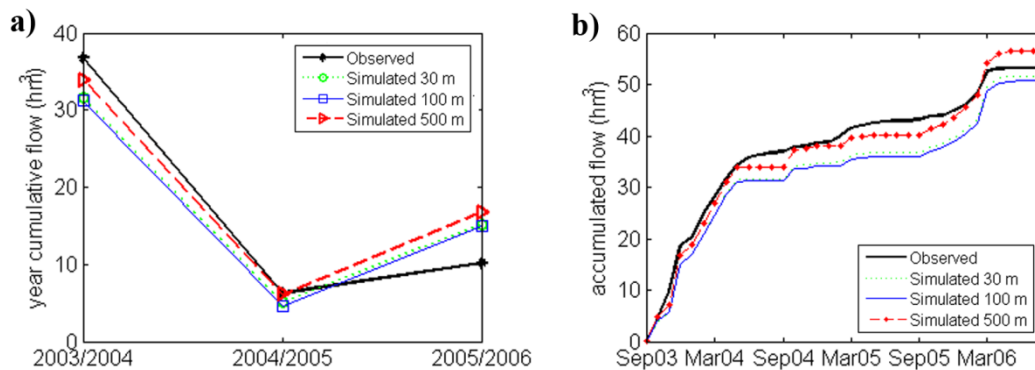 a)
40
30
20
10
0
year cumulative flow (hm³)
2003/2004 2004/2005 2005/2006
Observed
Simulated 30 m
Simulated 100 m
Simulated 500 m
b)
60
50
40
30
20
10
0
accumulated flow (hm³)
Sep03 Mar04 Sep04 Mar05 Sep05 Mar06
Observed
Simulated 30 m
Simulated 100 m
Simulated 500 m